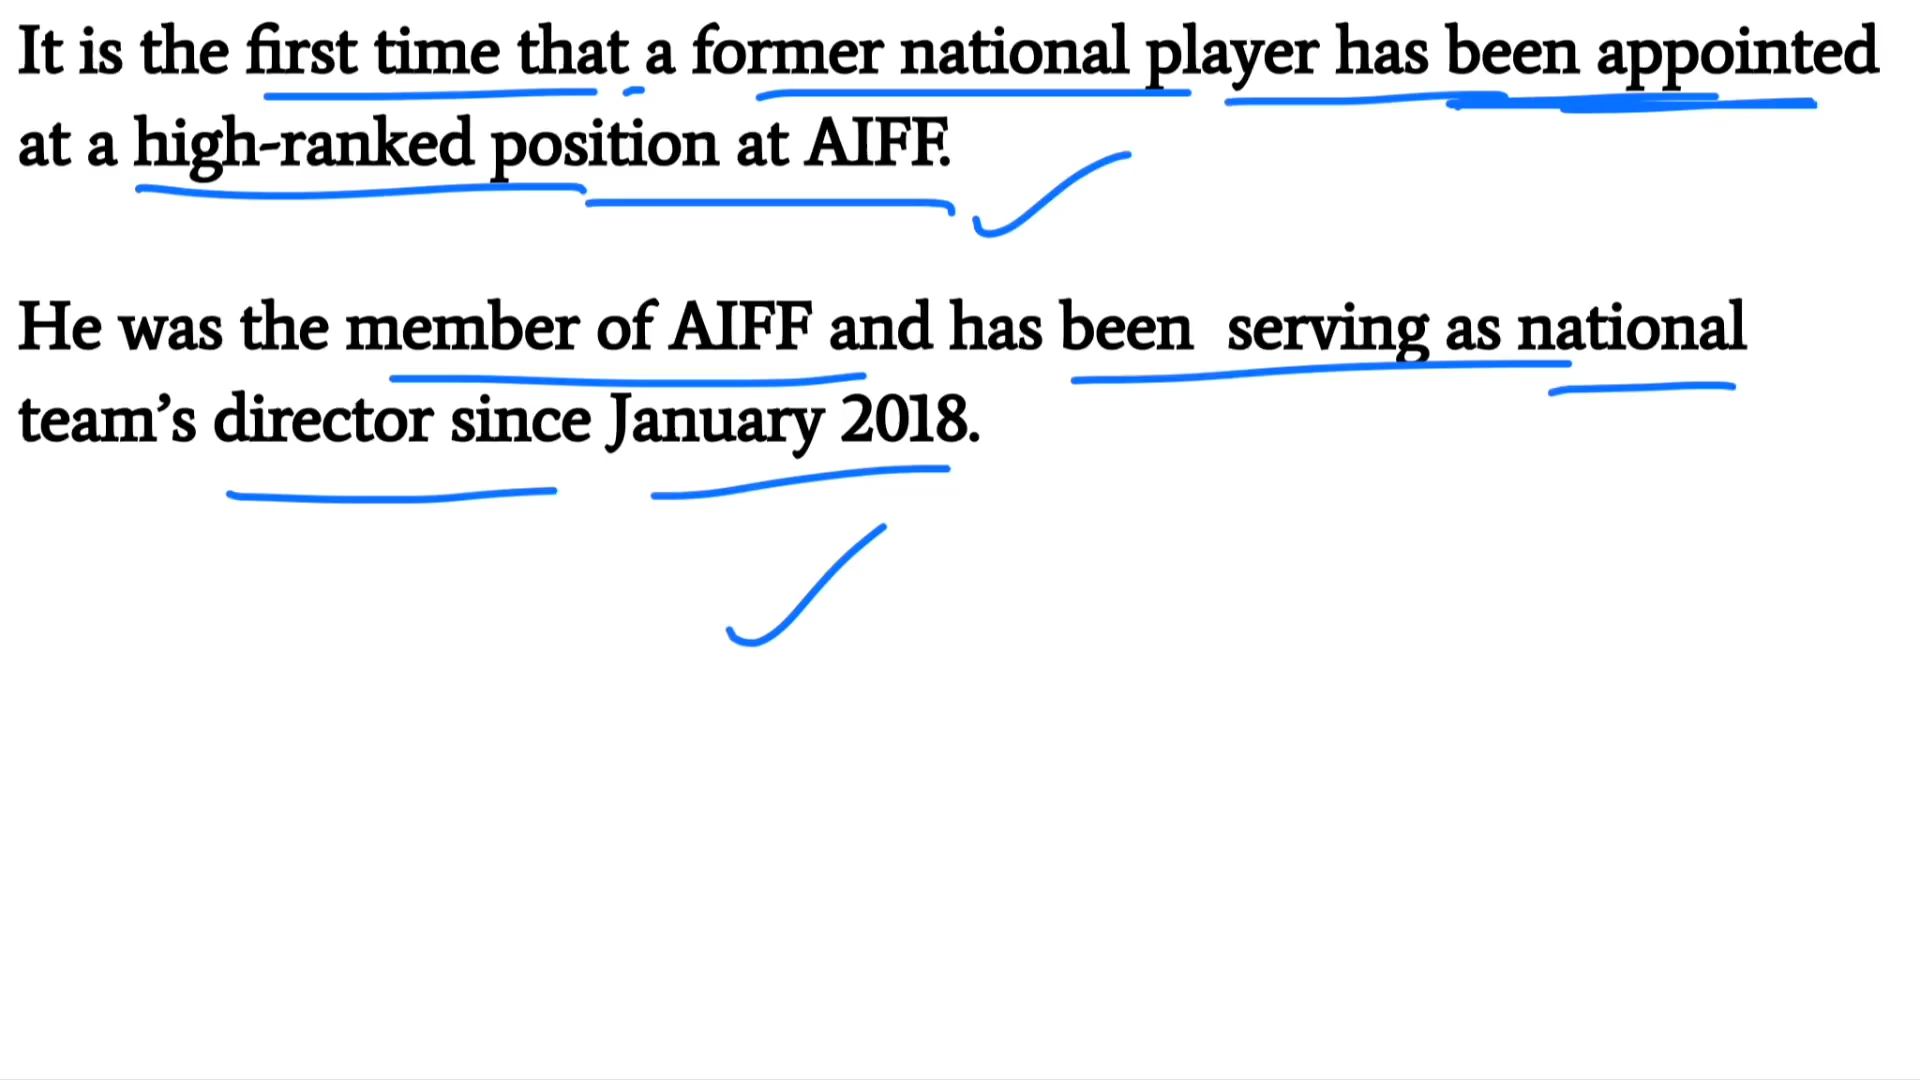 It is the first time that a former national player has been appointed
at a high-ranked position at AIFF.
He was the member of AIFF and has been serving as national
team’s director since January 2018.